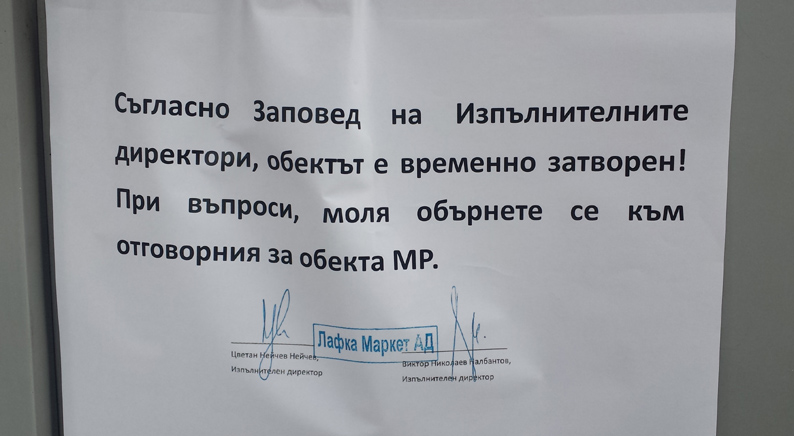 Съгласно Заповед на Изпълнителните
директори, обектът е временно затворен!
При въпроси, моля обърнете се към
отговорния за обекта МР.
Лафка Маркет АД
Цветан Нейчев Нейчев,
Изпълнителен директор
Виктор Николаев Налбантов,
Изпълнителен директор